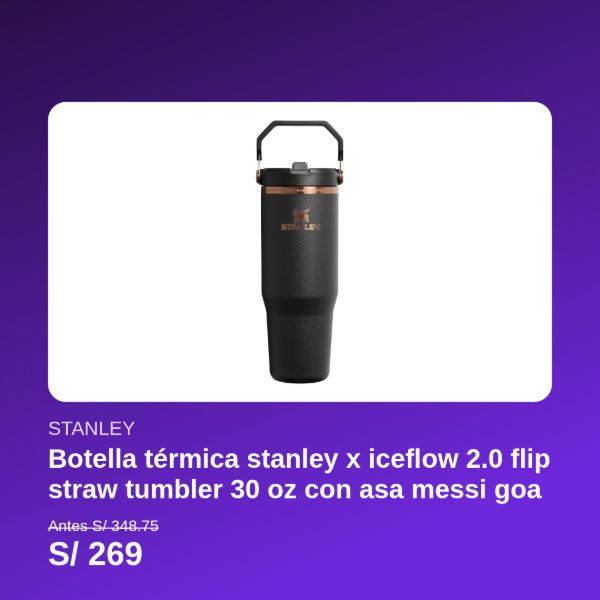 STANLEY
STANLEY
Botella térmica stanley x iceflow 2.0 flip
straw tumbler 30 oz con asa messi goa
Antes S/ 348.75
S/ 269